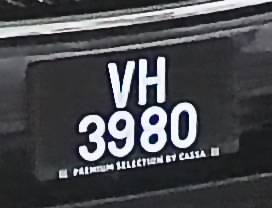 VH
3980
PREMIUM SELECTION BY CASSA